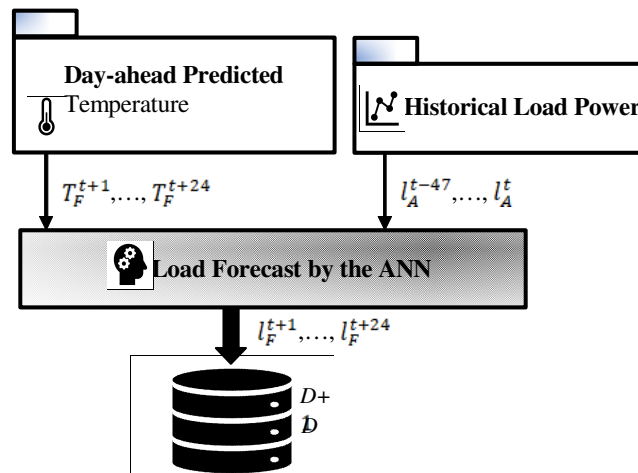 Day-ahead Predicted
Temperature
Historical Load Power
T_F^{t+1},…, T_F^{t+24}
l_A^{t-47},…, l_A^t
Load Forecast by the ANN
l_F^{t+1},…, l_F^{t+24}
D+
D